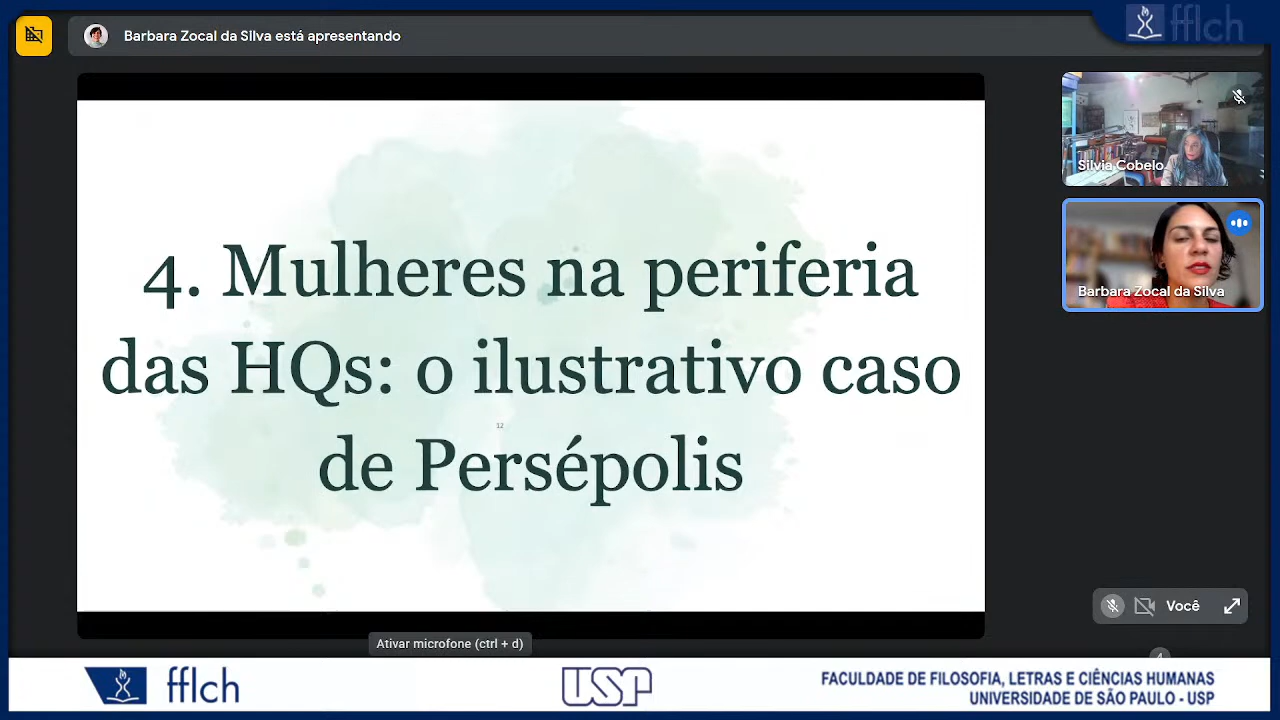 Barbara Zocal da SIlva está apresentando
fflch
Silvia Cobelo
4. Mulheres na periferia
das HQs: o ilustrativo caso
de Persépolis
12
Barbara Zocal da Silva
Você
Ativar microfone (ctrl + d)
fflch
USP
FACULDADE DE FILOSOFIA, LETRAS E CIÊNCIAS HUMANAS
UNIVERSIDADE DE SÃO PAULO - USP